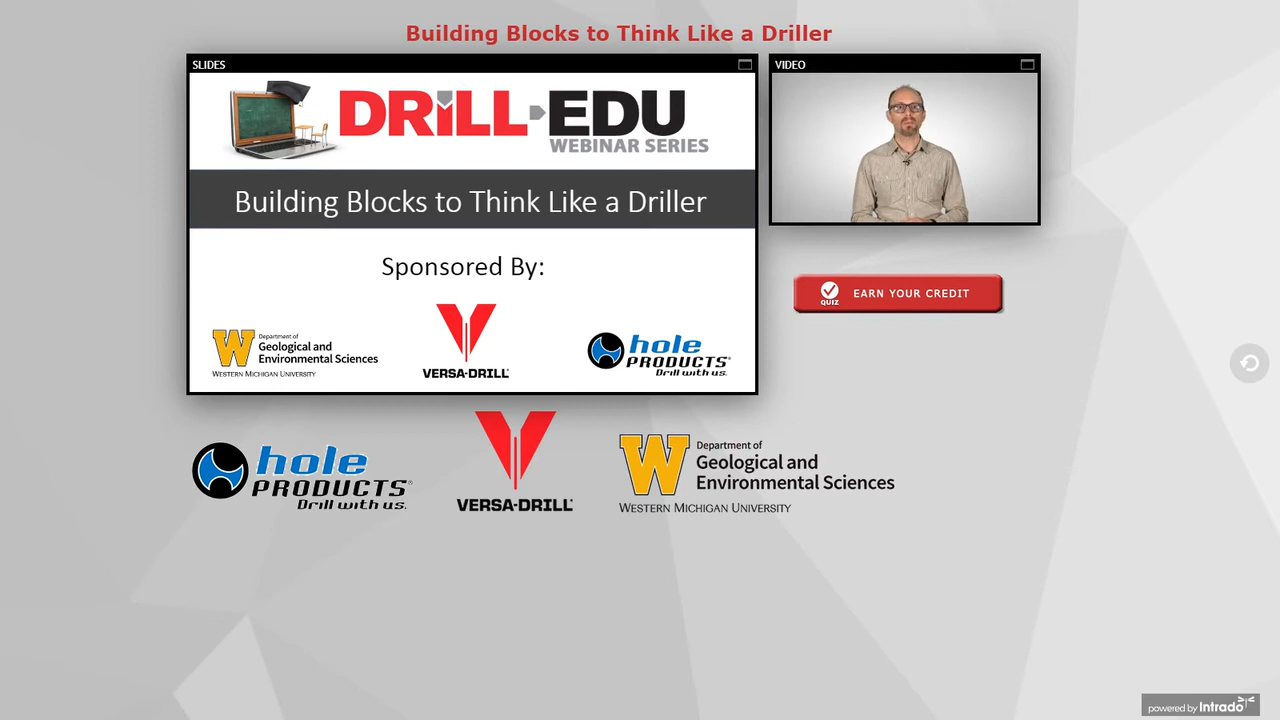 Building Blocks to Think Like a Driller
SLIDES
DRiLL EDU
WEBINAR SERIES
Building Blocks to Think Like a Driller
Sponsored By:
W Department of
Geological and
Environmental Sciences
WESTERN MICHIGAN UNIVERSITY
VERSA-DRILL®
hole
PRODUCTS®
Drill with us.
VIDEO
QUIZ
EARN YOUR CREDIT
hole
PRODUCTS®
Drill with us.
VERSA-DRILL®
W Department of
Geological and
Environmental Sciences
WESTERN MICHIGAN UNIVERSITY
powered by Intrado